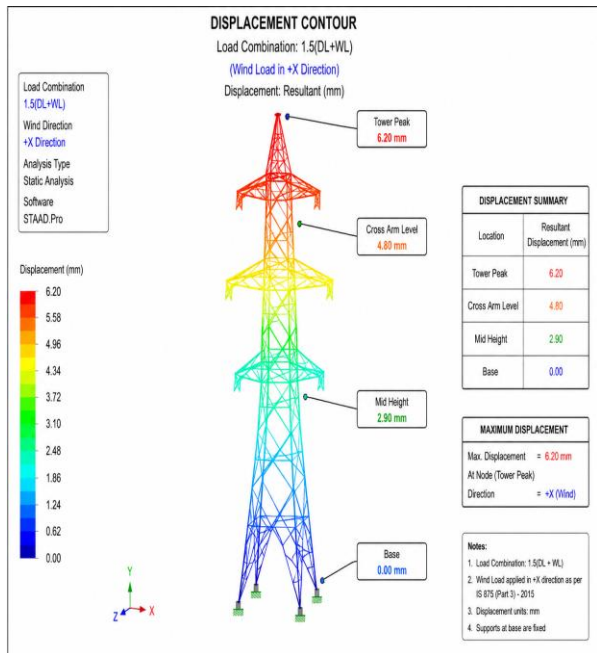 DISPLACEMENT CONTOUR
Load Combination: 1.5(DL+WL)
(Wind Load in +X Direction)
Displacement: Resultant (mm)
Load Combination
1.5(DL+WL)
Wind Direction
+X Direction
Analysis Type
Static Analysis
Software
STAAD.Pro
Tower Peak
6.20 mm
Cross Arm Level
4.80 mm
Mid Height
2.90 mm
Base
0.00 mm
Displacement (mm)
6.20
5.58
4.96
4.34
3.72
3.10
2.48
1.86
1.24
0.62
0.00
Y
X
Z
DISPLACEMENT SUMMARY
Location Resultant
Displacement (mm)
Tower Peak 6.20
Cross Arm Level 4.80
Mid Height 2.90
Base 0.00
MAXIMUM DISPLACEMENT
Max. Displacement = 6.20 mm
At Node (Tower Peak)
Direction = +X (Wind)
Notes:
1. Load Combination: 1.5(DL + WL)
2. Wind Load applied in +X direction as per
IS 875 (Part 3) - 2015
3. Displacement units: mm
4. Supports at base are fixed